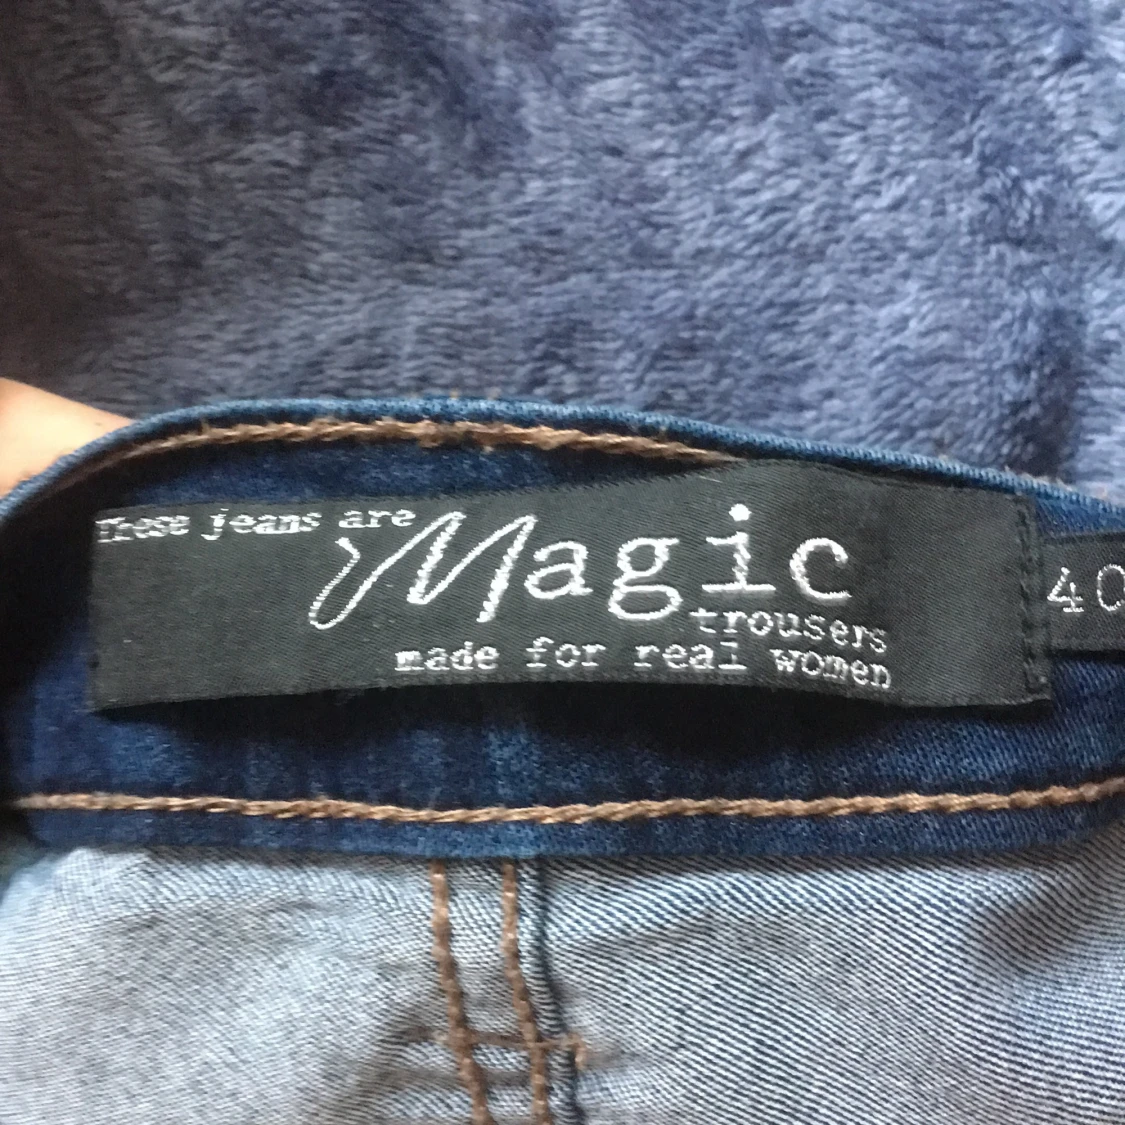 These jeans are
Magic
trousers
made for real women
40